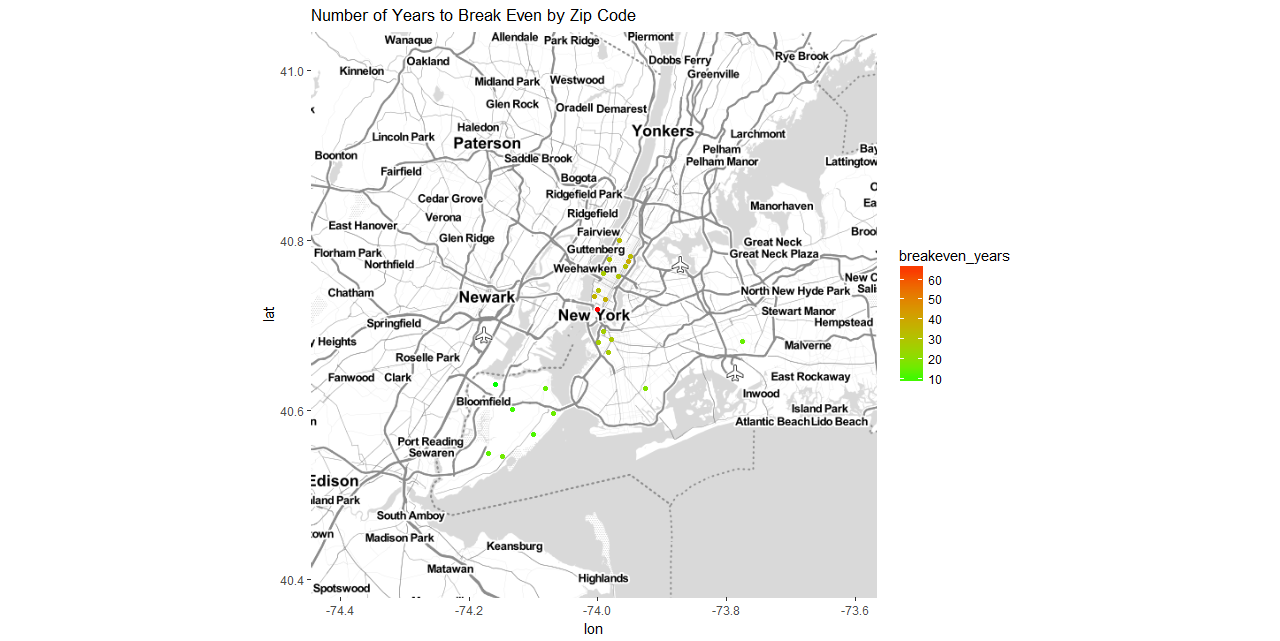 Number of Years to Break Even by Zip Code
Wanaque
Allendale
Park Ridge
Piermont
Oakland
Dobbs Ferry
Rye Brook
Kinnelon
Midland Park
Westwood
Greenville
Glen Rock
Oradell
Demarest
Lincoln Park
Haledon
Paterson
Yonkers
Larchmont
Boonton
Saddle Brook
Pelham
Pelham Manor
Bay
Lattingtow
Fairfield
Bogota
Cedar Grove
Ridgefield Park
Manorhaven
Ea
Verona
Ridgefield
East Hanover
Glen Ridge
Fairview
Great Neck
Broo
Florham Park
Guttenberg
Great Neck Plaza
Northfield
Weehawken
New C
Chatham
Newark
North New Hyde Park
Sali
New York
Stewart Manor
Springfield
Hempstead
y Heights
Roselle Park
Malverne
Fanwood
Clark
East Rockaway
Bloomfield
Inwood
Island Park
Atlantic Beach
Lido Beach
Port Reading
Sewaren
Edison
hland Park
South Amboy
town
Madison Park
Keansburg
Matawan
Highlands
Spotswood
41.0
40.8
40.6
40.4
lat
-74.4
-74.2
-74.0
-73.8
-73.6
lon
breakeven_years
60
50
40
30
20
10